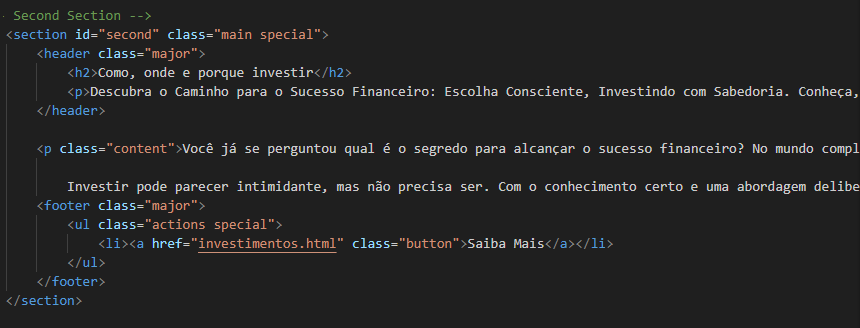 Second Section -->
<section id="second" class="main special">
<header class="major">
<h2>Como, onde e porque investir</h2>
<p>Descubra o Caminho para o Sucesso Financeiro: Escolha Consciente, Investindo com Sabedoria. Conheça,
</header>
<p class="content">Você já se perguntou qual é o segredo para alcançar o sucesso financeiro? No mundo compl
Investir pode parecer intimidante, mas não precisa ser. Com o conhecimento certo e uma abordagem delibe
<footer class="major">
<ul class="actions special">
<li><a href="investimentos.html" class="button">Saiba Mais</a></li>
</ul>
</footer>
</section>